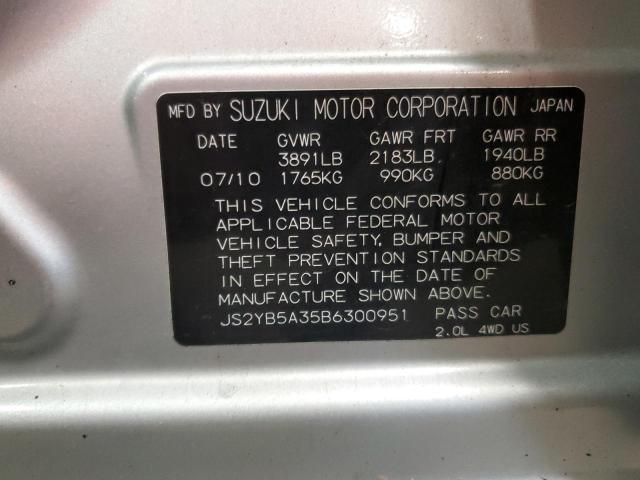 MFD BY SUZUKI MOTOR CORPORATION JAPAN
DATE GVWR GAWR FRT GAWR RR
3891LB 2183LB 1940LB
07/10 1765KG 990KG 880KG
THIS VEHICLE CONFORMS TO ALL
APPLICABLE FEDERAL MOTOR
VEHICLE SAFETY, BUMPER AND
THEFT PREVENTION STANDARDS
IN EFFECT ON THE DATE OF
MANUFACTURE SHOWN ABOVE.
JS2YB5A35B6300951 PASS CAR
2.0L 4WD US